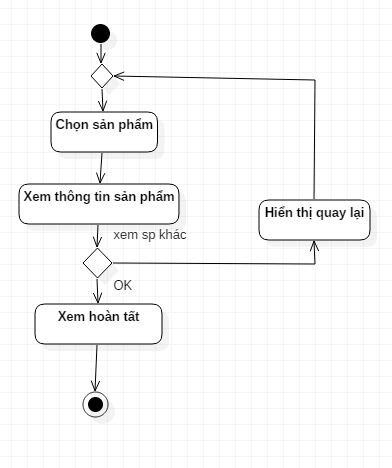 Chọn sản phẩm
Xem thông tin sản phẩm
Hiển thị quay lại
xem sp khác
OK
Xem hoàn tất